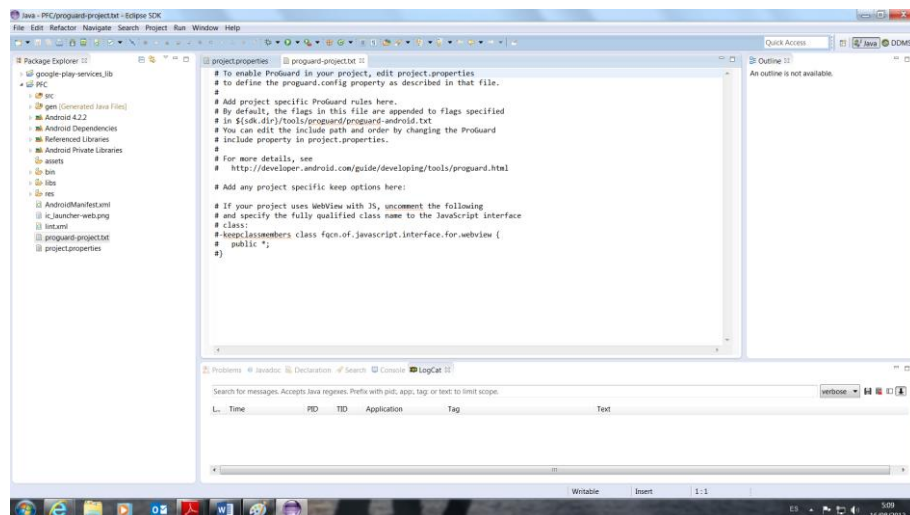 Java - PFC/proguard-project.txt - Eclipse SDK
File Edit Refactor Navigate Search Project Run Window Help
Quick Access
Java
DDMS
Package Explorer
google-play-services_lib
PFC
src
gen [Generated Java Files]
Android 4.2.2
Android Dependencies
Referenced Libraries
Android Private Libraries
assets
bin
libs
res
AndroidManifest.xml
ic_launcher-web.png
lint.xml
proguard-project.txt
project.properties
project.properties
proguard-project.txt
# To enable ProGuard in your project, edit project.properties
# to define the proguard.config property as described in that file.
#
# Add project specific ProGuard rules here.
# By default, the flags in this file are appended to flags specified
# in ${sdk.dir}/tools/proguard/proguard-android.txt
# You can edit the include path and order by changing the ProGuard
# include property in project.properties.
#
# For more details, see
#   http://developer.android.com/guide/developing/tools/proguard.html

# Add any project specific keep options here:

# If your project uses WebView with JS, uncomment the following
# and specify the fully qualified class name to the JavaScript interface
# class:
#-keepclassmembers class fqcn.of.javascript.interface.for.webview {
#   public *;
#}
Outline
An outline is not available.
Problems Javadoc Declaration Search Console LogCat
Search for messages. Accepts Java regexes. Prefix with pid:, app:, tag: or text: to limit scope.
verbose
L... Time PID TID Application Tag Text
Writable Insert 1 : 1
ES
5:09